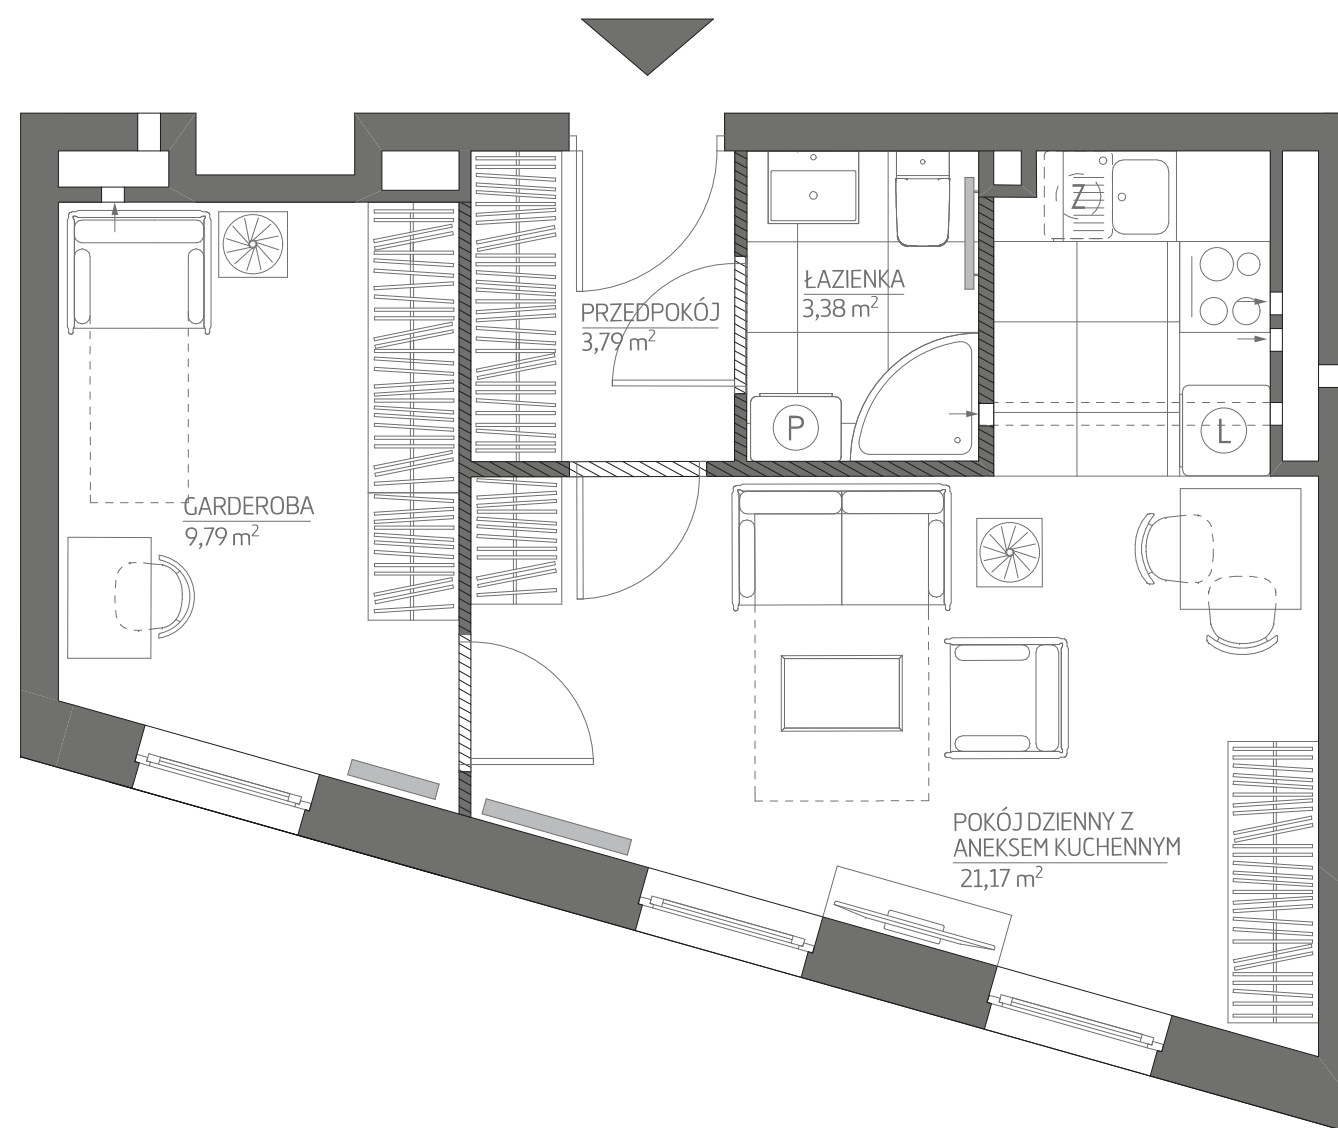 Z
ŁAZIENKA
3,38 m²
PRZEDPOKÓJ
3,79 m²
P
L
GARDEROBA
9,79 m²
POKÓJ DZIENNY Z
ANEKSEM KUCHENNYM
21,17 m²